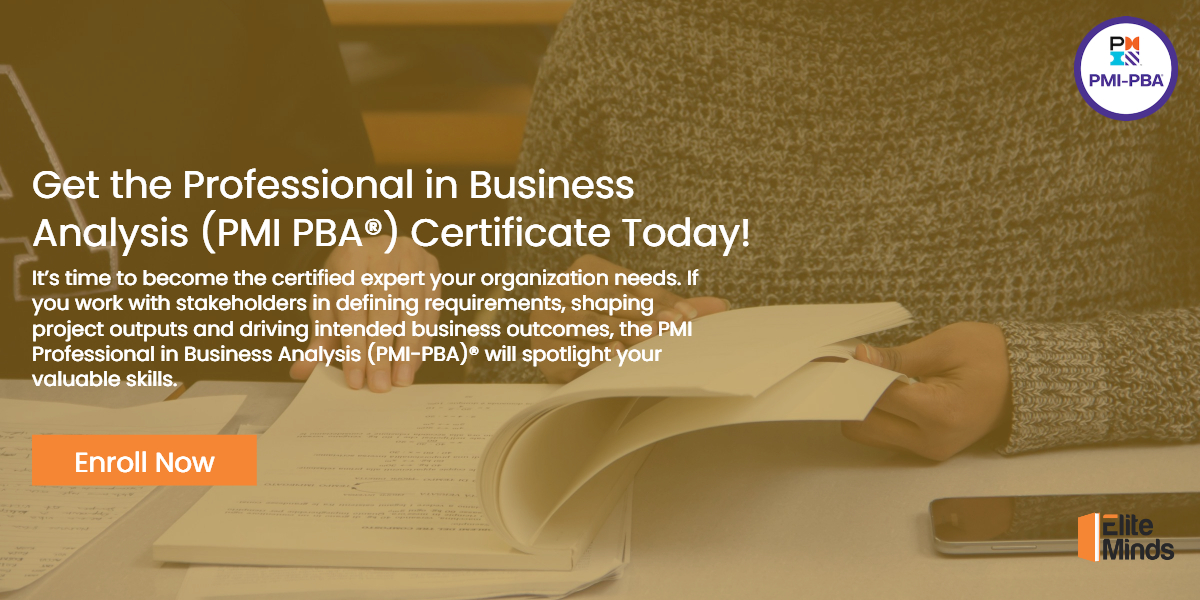 PM
PMI-PBA
Get the Professional in Business
Analysis (PMI PBA®) Certificate Today!
It’s time to become the certified expert your organization needs. If
you work with stakeholders in defining requirements, shaping
project outputs and driving intended business outcomes, the PMI
Professional in Business Analysis (PMI-PBA)® will spotlight your
valuable skills.
Enroll Now
Elite
Minds